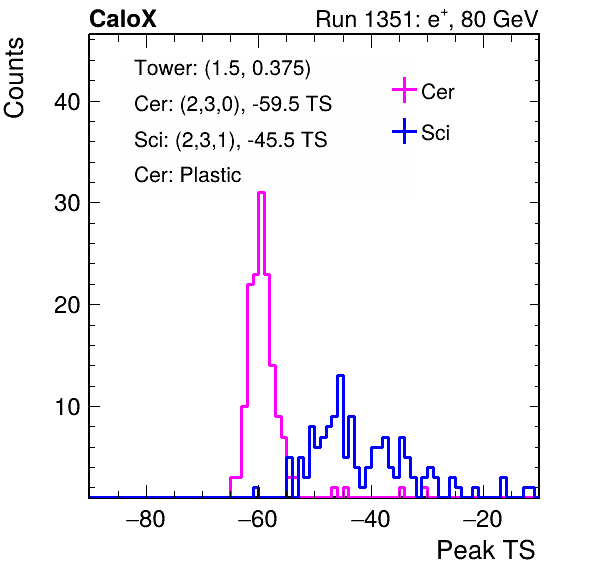 CaloX Run 1351: e⁺, 80 GeV
Counts
Tower: (1.5, 0.375)
Cer: (2,3,0), -59.5 TS
Sci: (2,3,1), -45.5 TS
Cer: Plastic
Cer
Sci
40
30
20
10
−80 −60 −40 −20
Peak TS